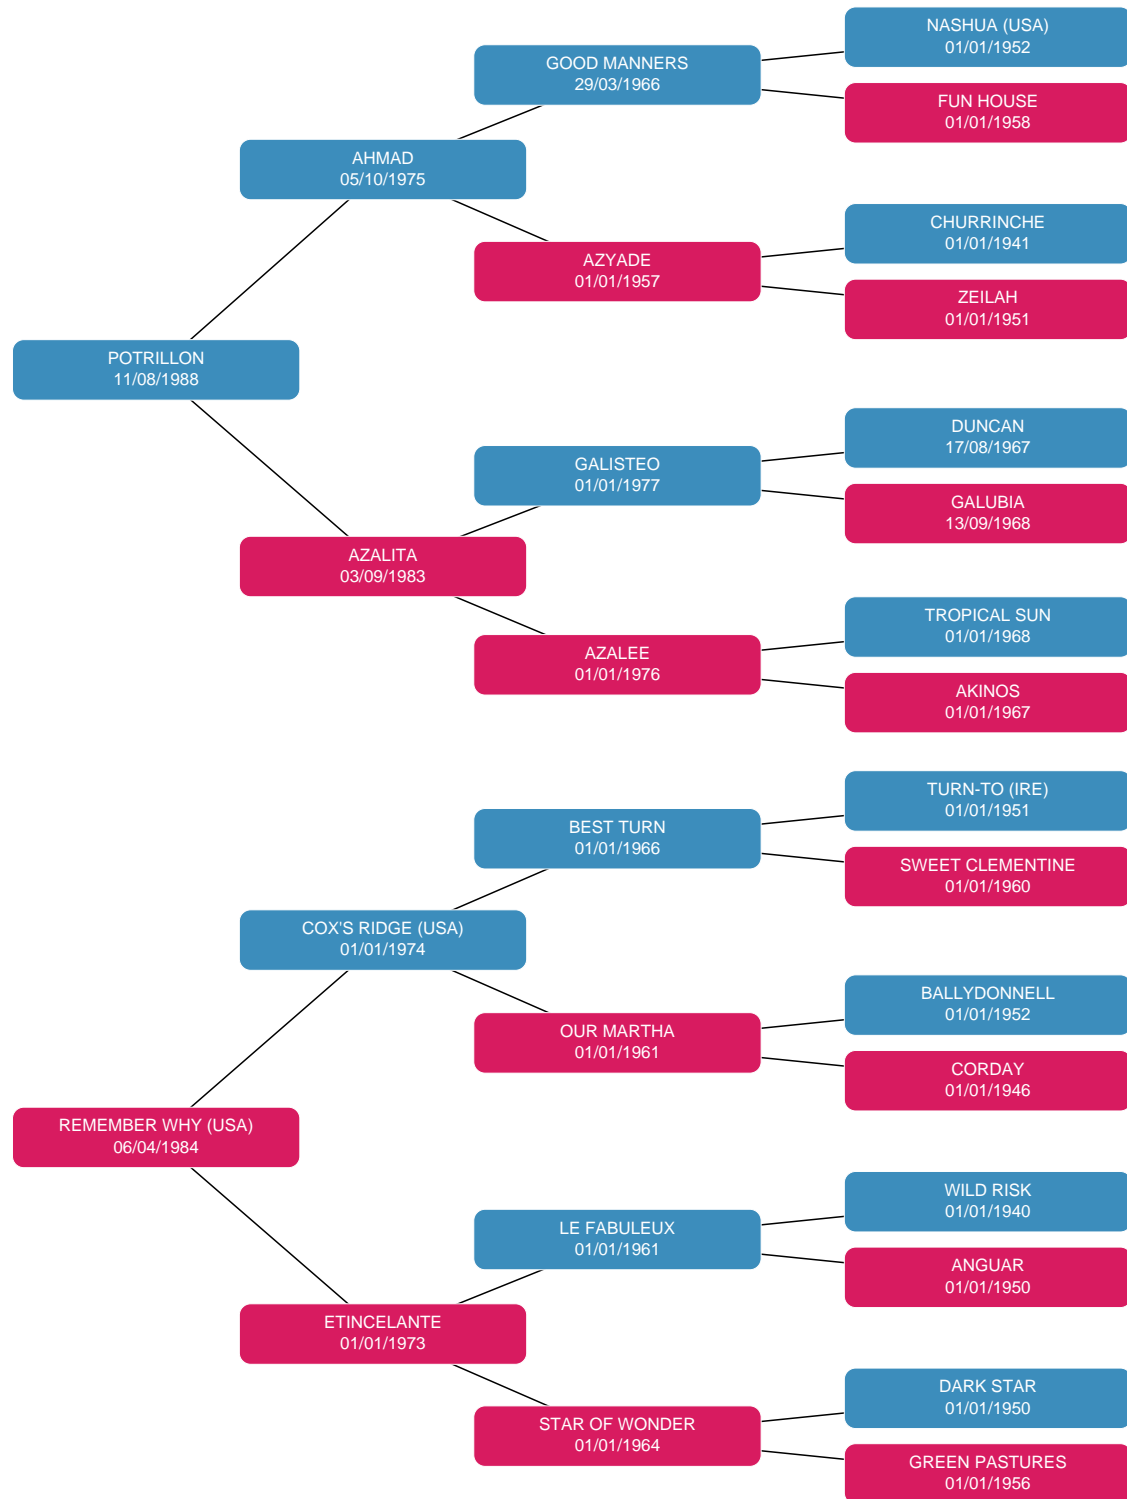 NASHUA (USA)
01/01/1952
GOOD MANNERS
29/03/1966
FUN HOUSE
01/01/1958
AHMAD
05/10/1975
CHURRINCHE
01/01/1941
AZYADE
01/01/1957
ZEILAH
01/01/1951
POTRILLON
11/08/1988
DUNCAN
17/08/1967
GALISTEO
01/01/1977
GALUBIA
13/09/1968
AZALITA
03/09/1983
TROPICAL SUN
01/01/1968
AZALEE
01/01/1976
AKINOS
01/01/1967
TURN-TO (IRE)
01/01/1951
BEST TURN
01/01/1966
SWEET CLEMENTINE
01/01/1960
COX'S RIDGE (USA)
01/01/1974
BALLYDONNELL
01/01/1952
OUR MARTHA
01/01/1961
CORDAY
01/01/1946
REMEMBER WHY (USA)
06/04/1984
WILD RISK
01/01/1940
LE FABULEUX
01/01/1961
ANGUAR
01/01/1950
ETINCELANTE
01/01/1973
DARK STAR
01/01/1950
STAR OF WONDER
01/01/1964
GREEN PASTURES
01/01/1956